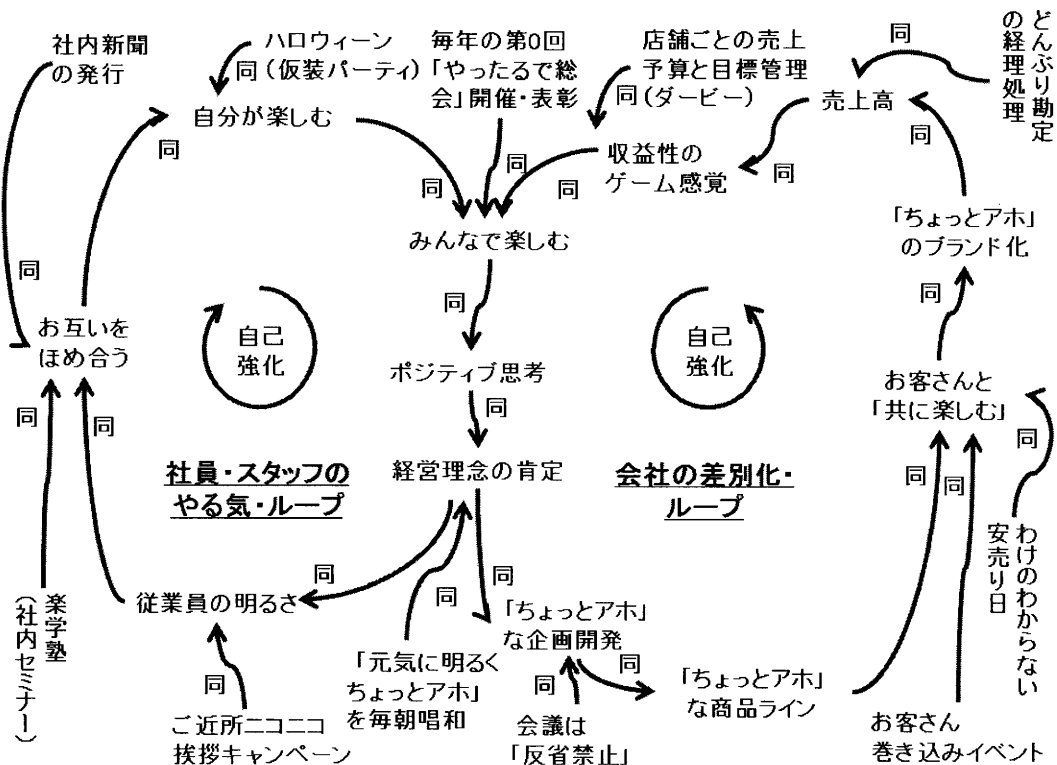 社内新聞
の発行
同
ハロウィーン
(仮装パーティ)
同
自分が楽しむ
同
毎年の第0回
「やったるで総
会」開催・表彰
同
店舗ごとの売上
予算と目標管理
(ダービー)
同
収益性の
ゲーム感覚
同
売上高
同
どんぶり勘定
の経理処理
同
みんなで楽しむ
同
「ちょっとアホ」
のブランド化
同
同
お互いを
ほめ合う
同
自己
強化
ポジティブ思考
同
自己
強化
お客さんと
「共に楽しむ」
同
社員・スタッフの
やる気・ループ
経営理念の肯定
会社の差別化・
ループ
同
同
同
わけのわからない
安売り日
楽学塾
(社内セミナー)
同
従業員の明るさ
同
同
ご近所ニコニコ
挨拶キャンペーン
同
「元気に明るく
ちょっとアホ」
を毎朝唱和
同
「ちょっとアホ」
な企画開発
同
会議は
「反省禁止」
同
「ちょっとアホ」
な商品ライン
お客さん
巻き込みイベント